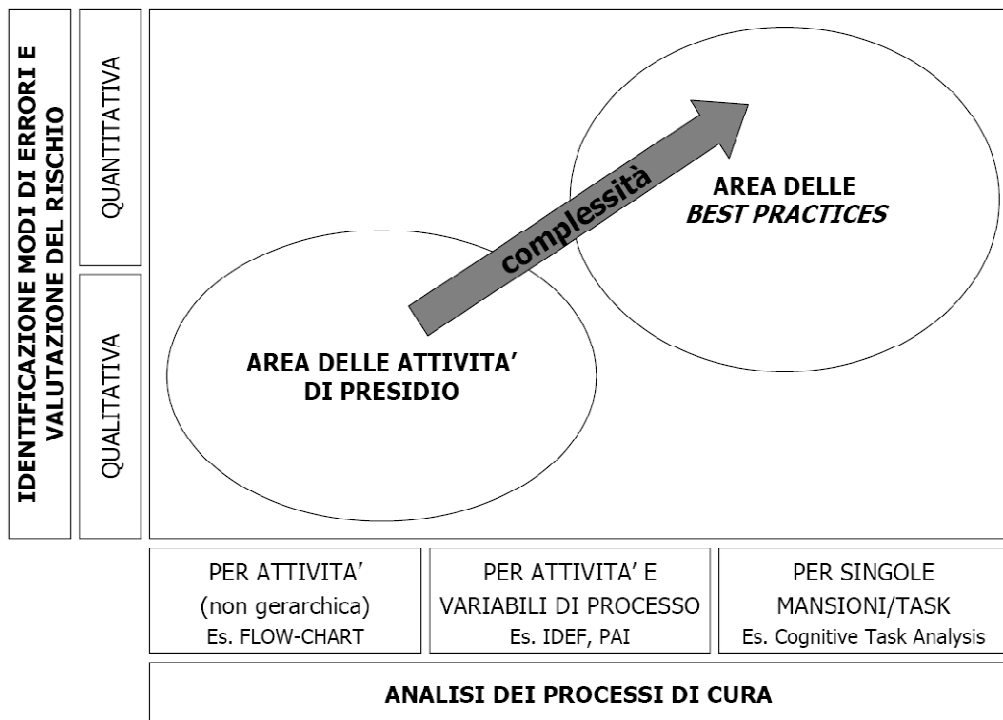 IDENTIFICAZIONE MODI DI ERRORI E
VALUTAZIONE DEL RISCHIO
QUANTITATIVA
QUALITATIVA
complessità
AREA DELLE
BEST PRACTICES
AREA DELLE ATTIVITA’
DI PRESIDIO
PER ATTIVITA’
(non gerarchica)
Es. FLOW-CHART
PER ATTIVITA’ E
VARIABILI DI PROCESSO
Es. IDEF, PAI
PER SINGOLE
MANSIONI/TASK
Es. Cognitive Task Analysis
ANALISI DEI PROCESSI DI CURA